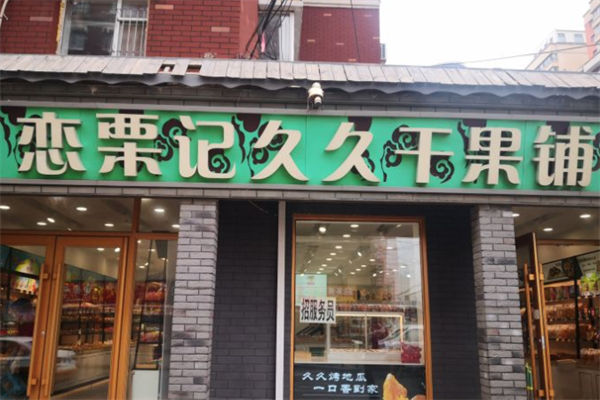 恋栗记久久干果铺
招服务员
久久烤地瓜
一口香到家